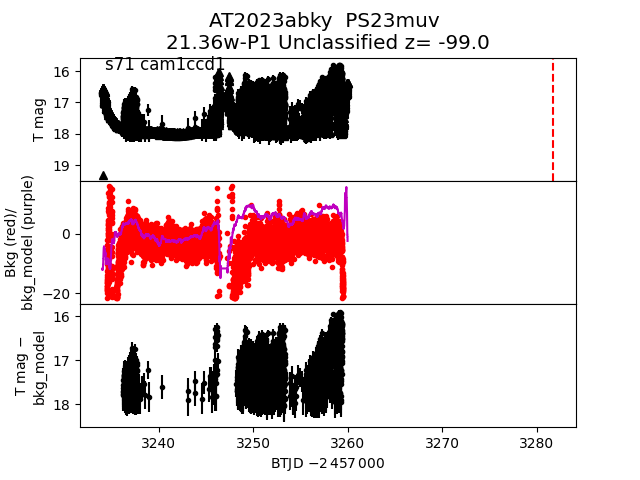 AT2023abky  PS23muv
21.36w-P1 Unclassified z= -99.0
s71 cam1ccd1
16
17
18
19
T mag
0
−20
Bkg (red)/
bkg_model (purple)
16
17
18
T mag −
bkg_model
3240
3250
3260
3270
3280
BTJD −2 457 000